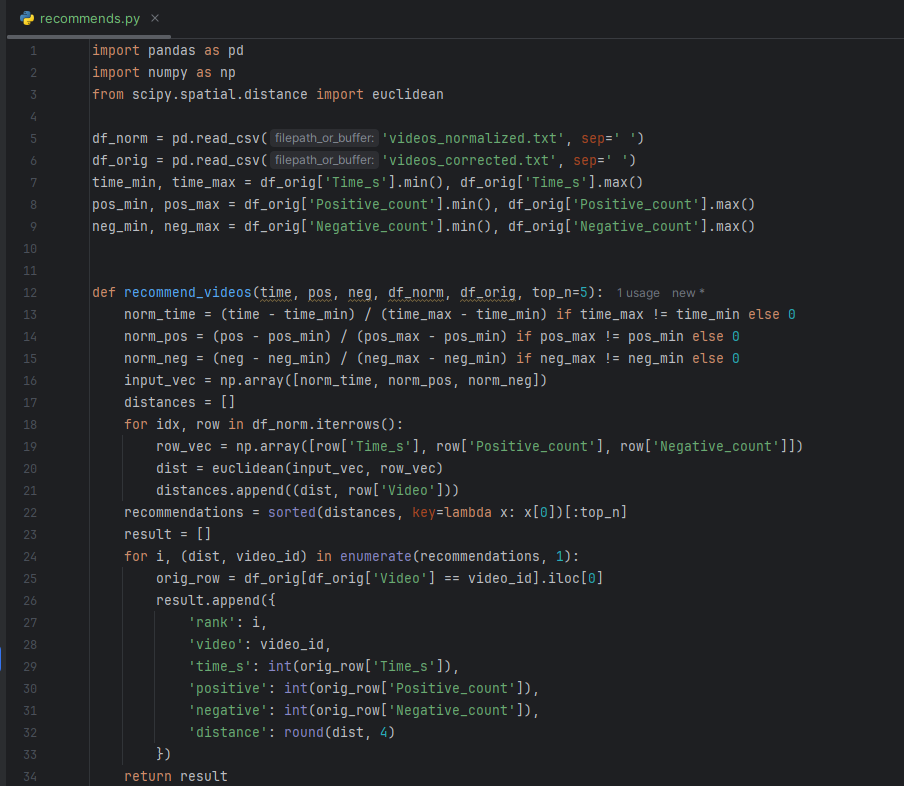 recommends.py ×
1 import pandas as pd
2 import numpy as np
3 from scipy.spatial.distance import euclidean
4
5 df_norm = pd.read_csv( filepath_or_buffer: 'videos_normalized.txt', sep=' ')
6 df_orig = pd.read_csv( filepath_or_buffer: 'videos_corrected.txt', sep=' ')
7 time_min, time_max = df_orig['Time_s'].min(), df_orig['Time_s'].max()
8 pos_min, pos_max = df_orig['Positive_count'].min(), df_orig['Positive_count'].max()
9 neg_min, neg_max = df_orig['Negative_count'].min(), df_orig['Negative_count'].max()
10
11
12 def recommend_videos(time, pos, neg, df_norm, df_orig, top_n=5): 1 usage new *
13     norm_time = (time - time_min) / (time_max - time_min) if time_max != time_min else 0
14     norm_pos = (pos - pos_min) / (pos_max - pos_min) if pos_max != pos_min else 0
15     norm_neg = (neg - neg_min) / (neg_max - neg_min) if neg_max != neg_min else 0
16     input_vec = np.array([norm_time, norm_pos, norm_neg])
17     distances = []
18     for idx, row in df_norm.iterrows():
19         row_vec = np.array([row['Time_s'], row['Positive_count'], row['Negative_count']])
20         dist = euclidean(input_vec, row_vec)
21         distances.append((dist, row['Video']))
22     recommendations = sorted(distances, key=lambda x: x[0])[:top_n]
23     result = []
24     for i, (dist, video_id) in enumerate(recommendations, 1):
25         orig_row = df_orig[df_orig['Video'] == video_id].iloc[0]
26         result.append({
27             'rank': i,
28             'video': video_id,
29             'time_s': int(orig_row['Time_s']),
30             'positive': int(orig_row['Positive_count']),
31             'negative': int(orig_row['Negative_count']),
32             'distance': round(dist, 4)
33         })
34     return result